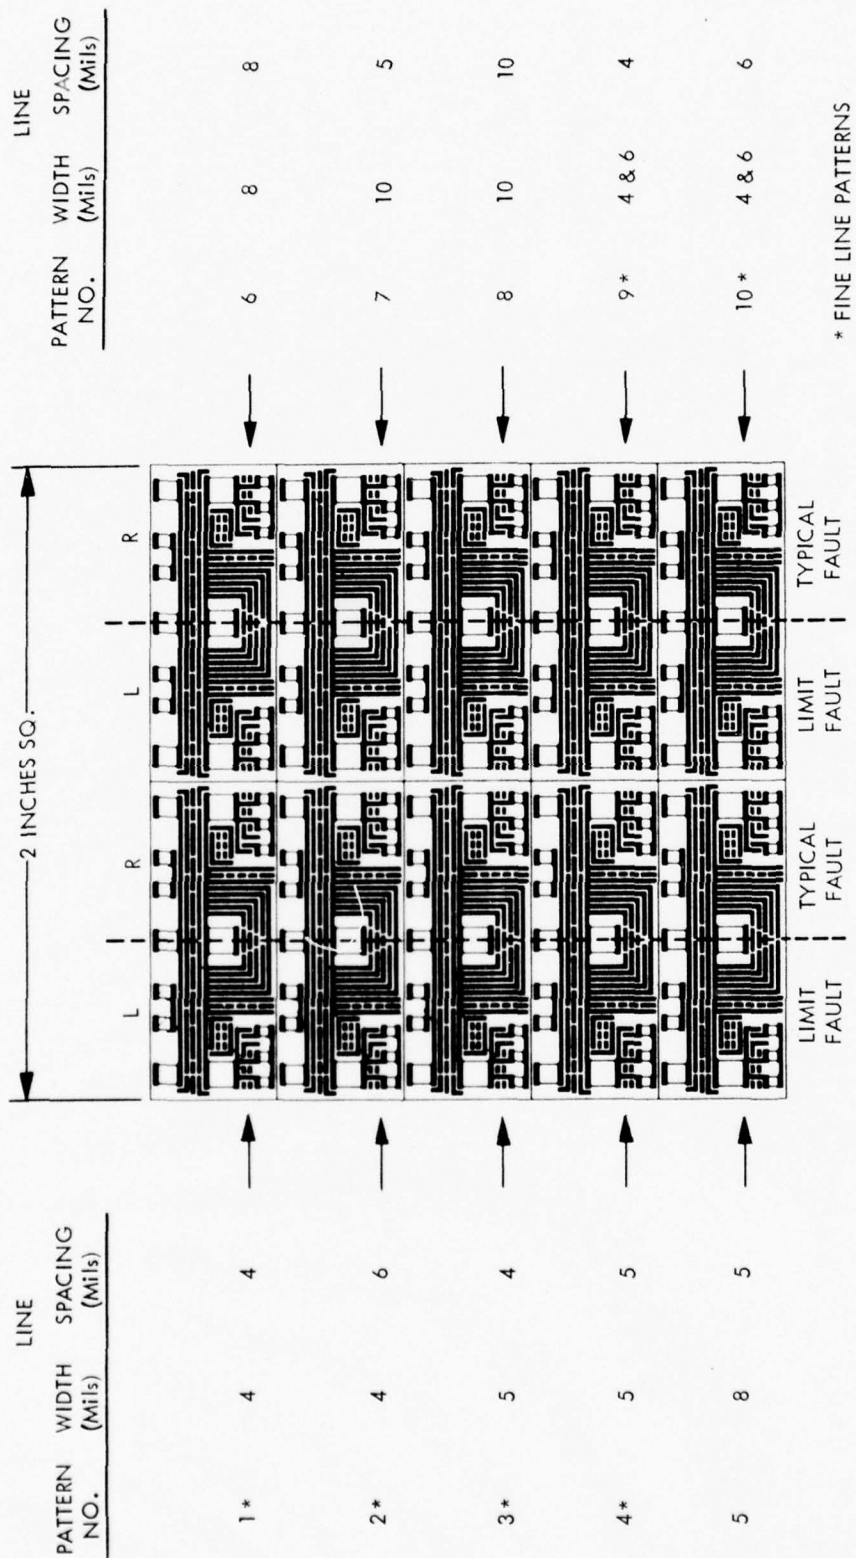 LINE
PATTERN WIDTH SPACING
NO. (Mils) (Mils)
1* 4 4
2* 4 6
3* 5 4
4* 5 5
5 8 5
2 INCHES SQ.
L R L R
LIMIT FAULT TYPICAL FAULT LIMIT FAULT TYPICAL FAULT
LINE
PATTERN WIDTH SPACING
NO. (Mils) (Mils)
6 8 8
7 10 5
8 10 10
9* 4 & 6 4
10* 4 & 6 6
* FINE LINE PATTERNS